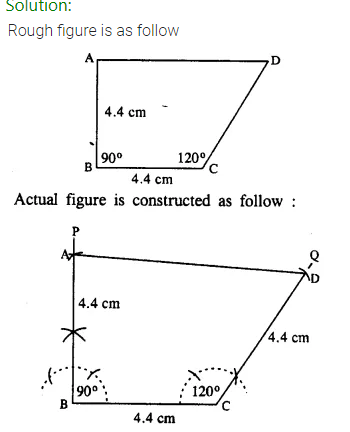 Solution:
Rough figure is as follow
A D
4.4 cm
90° 120°
B C
4.4 cm
Actual figure is constructed as follow :
P
A Q
D
4.4 cm
4.4 cm
90° 120°
B C
4.4 cm